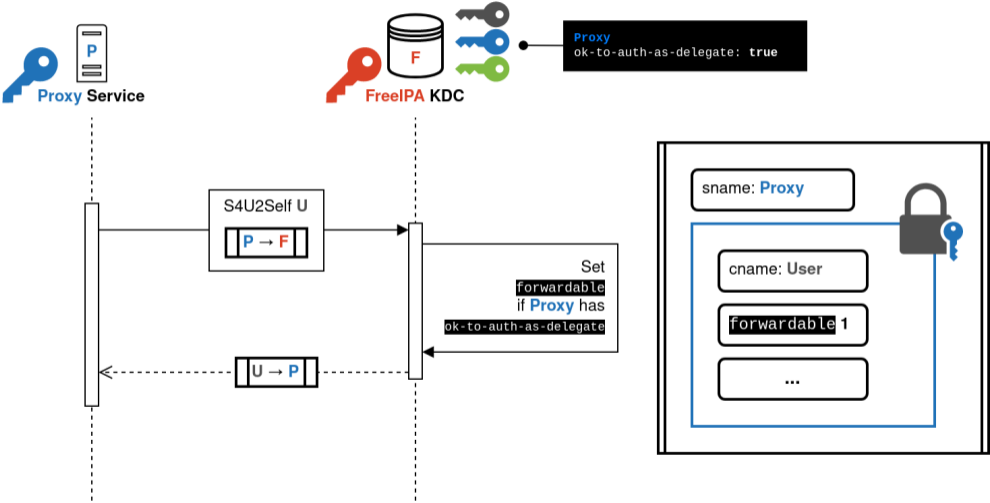 Proxy
ok-to-auth-as-delegate: true
P
F
Proxy Service
FreeIPA KDC
S4U2Self U
P → F
Set
forwardable
if Proxy has
ok-to-auth-as-delegate
U → P
sname: Proxy
cname: User
forwardable 1
...